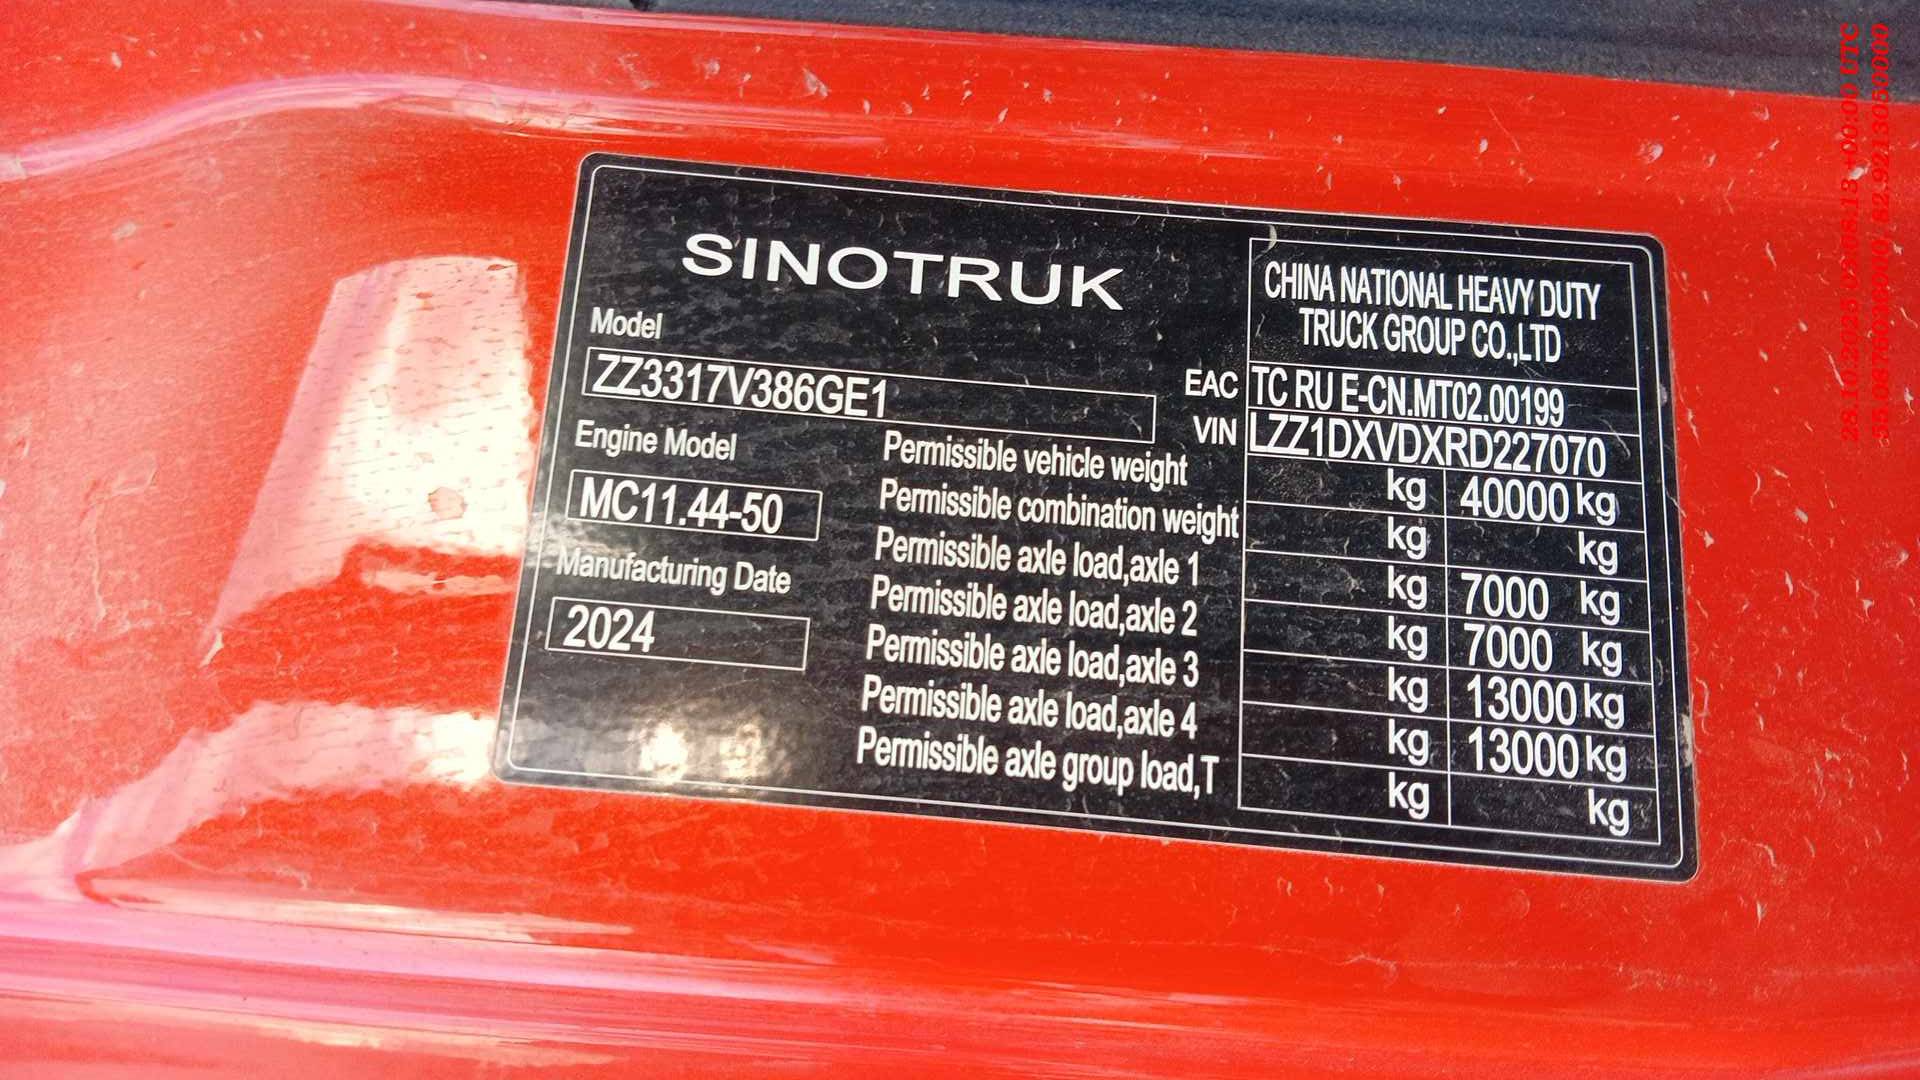 SINOTRUK
CHINA NATIONAL HEAVY DUTY
TRUCK GROUP CO.,LTD
Model
ZZ3317V386GE1
EAC TC RU E-CN.MT02.00199
VIN LZZ1DXVDXRD227070
Engine Model
MC11.44-50
Manufacturing Date
2024
Permissible vehicle weight kg 40000 kg
Permissible combination weight kg kg
Permissible axle load,axle 1 kg 7000 kg
Permissible axle load,axle 2 kg 7000 kg
Permissible axle load,axle 3 kg 13000 kg
Permissible axle load,axle 4 kg 13000 kg
Permissible axle group load,T kg kg
UTC